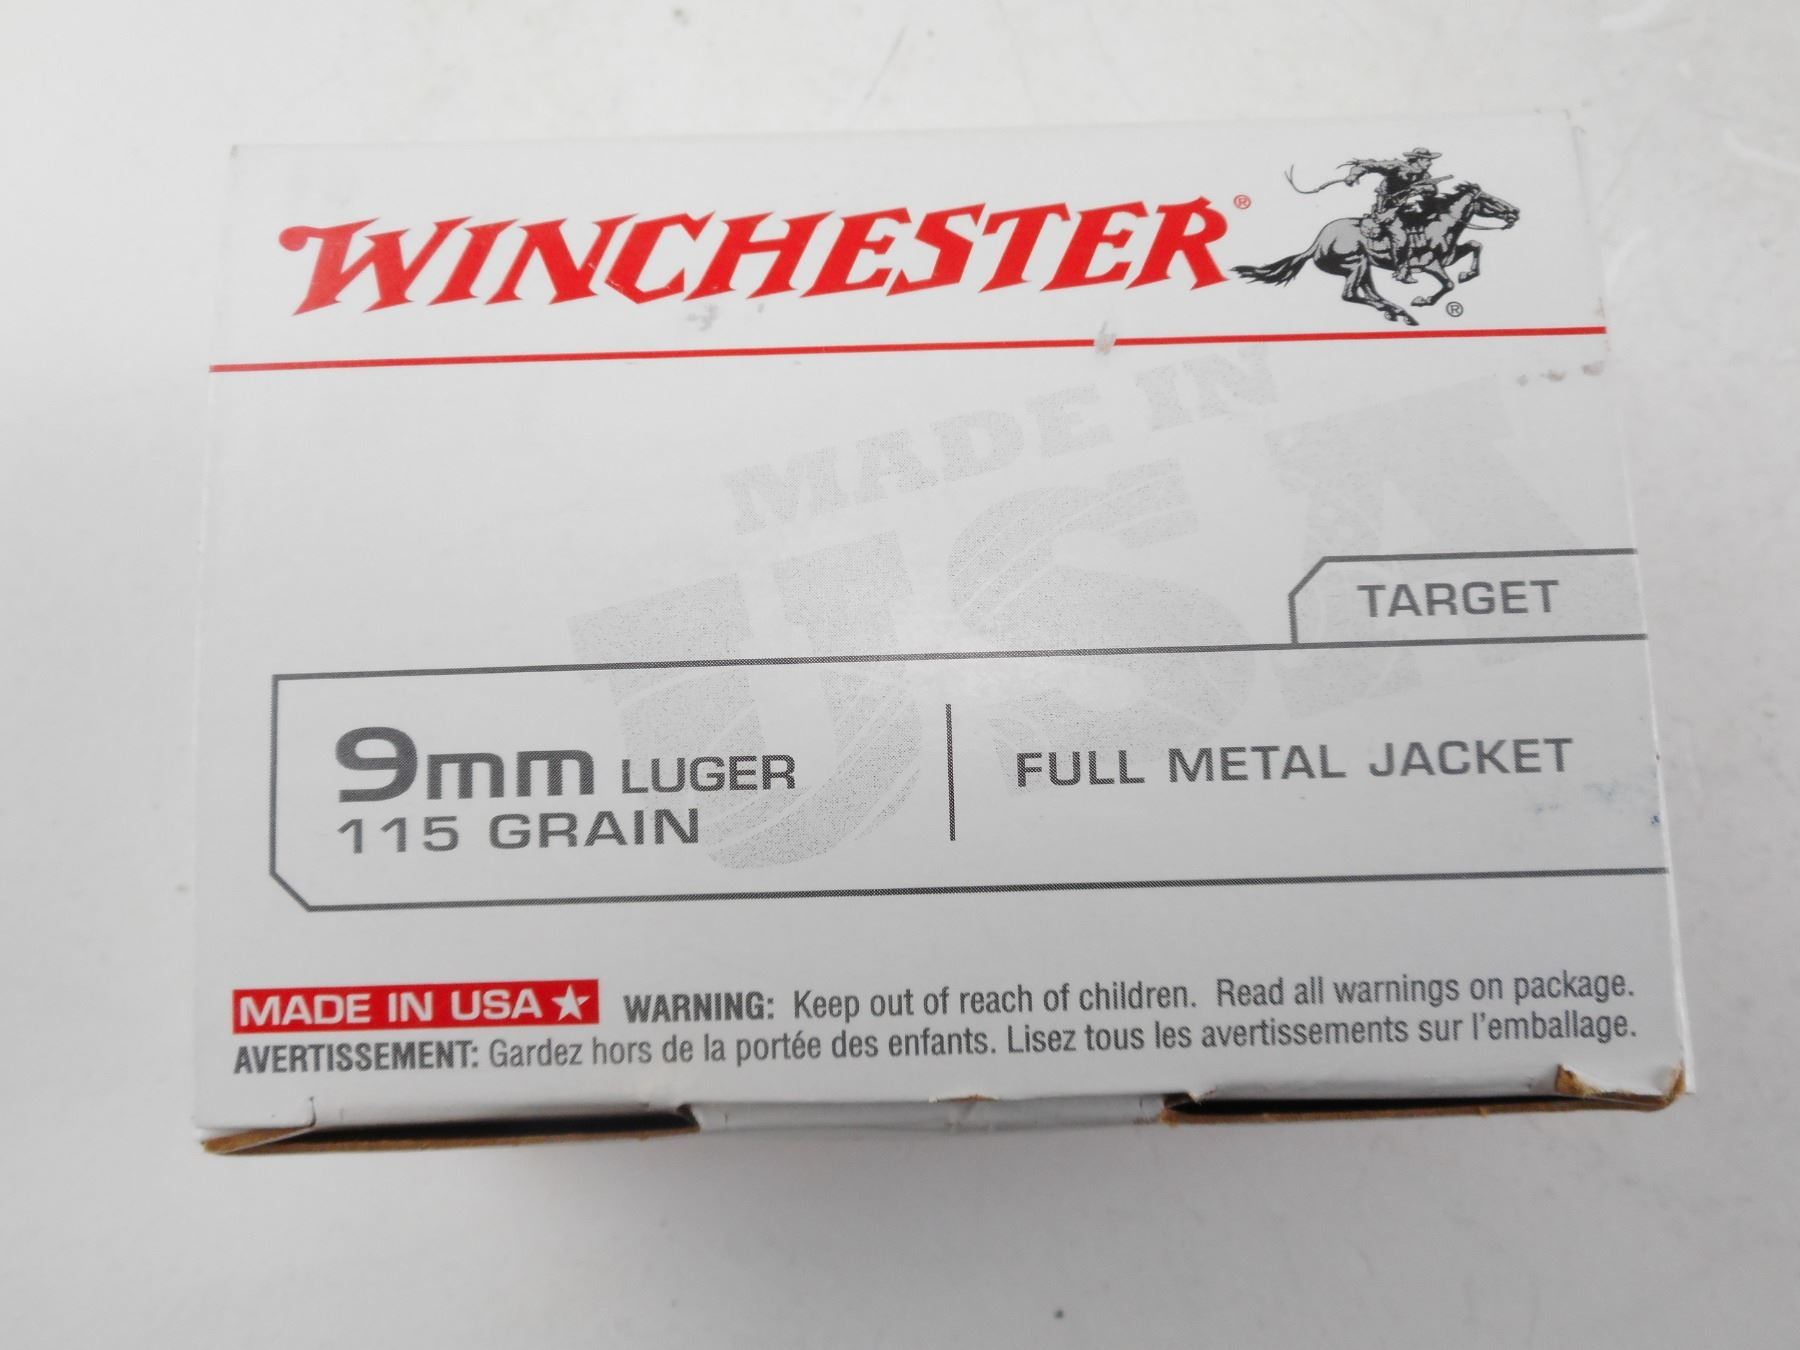 WINCHESTER®
®
MADE IN
USA
TARGET
9mm LUGER
115 GRAIN
FULL METAL JACKET
MADE IN USA★ WARNING: Keep out of reach of children. Read all warnings on package.
AVERTISSEMENT: Gardez hors de la portée des enfants. Lisez tous les avertissements sur l'emballage.